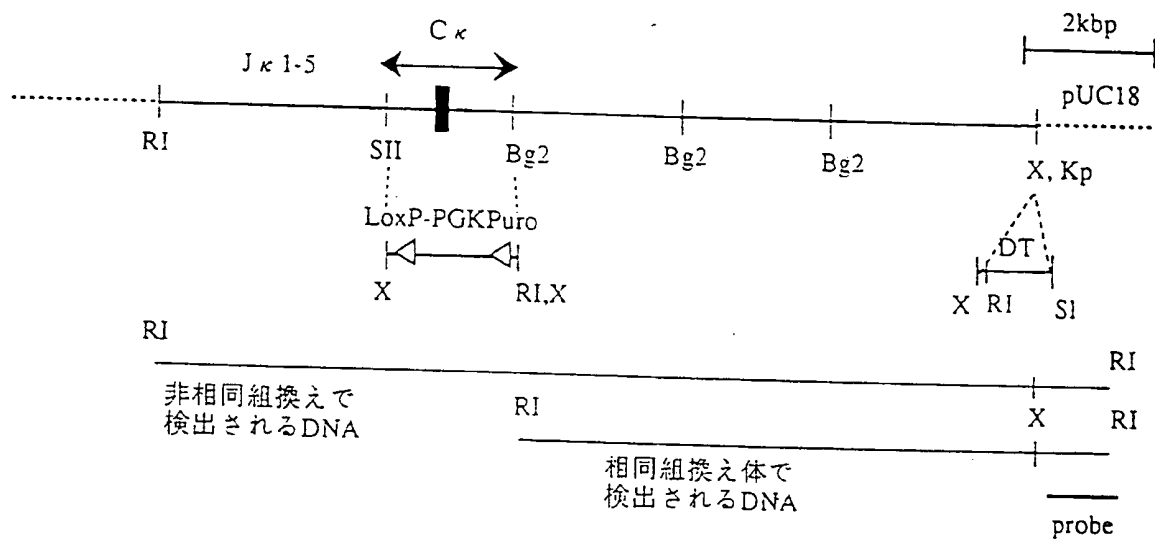 Cκ
2kbp
Jκ1-5
pUC18
RI
SII
Bg2
Bg2
Bg2
X, Kp
LoxP-PGKPuro
DT
X
RI,X
X
RI
SI
RI
RI
非相同組換えで
検出されるDNA
RI
X
RI
相同組換え体で
検出されるDNA
probe